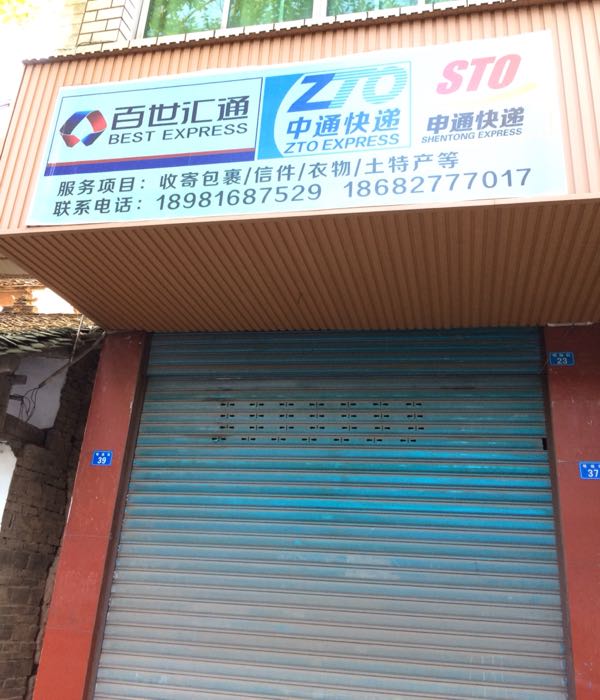 百世汇通
BEST EXPRESS
ZTO
中通快递
ZTO EXPRESS
STO
申通快递
SHENTONG EXPRESS
服务项目：收寄包裹/信件/衣物/土特产等
联系电话：18981687529 18682777017
23
39
37